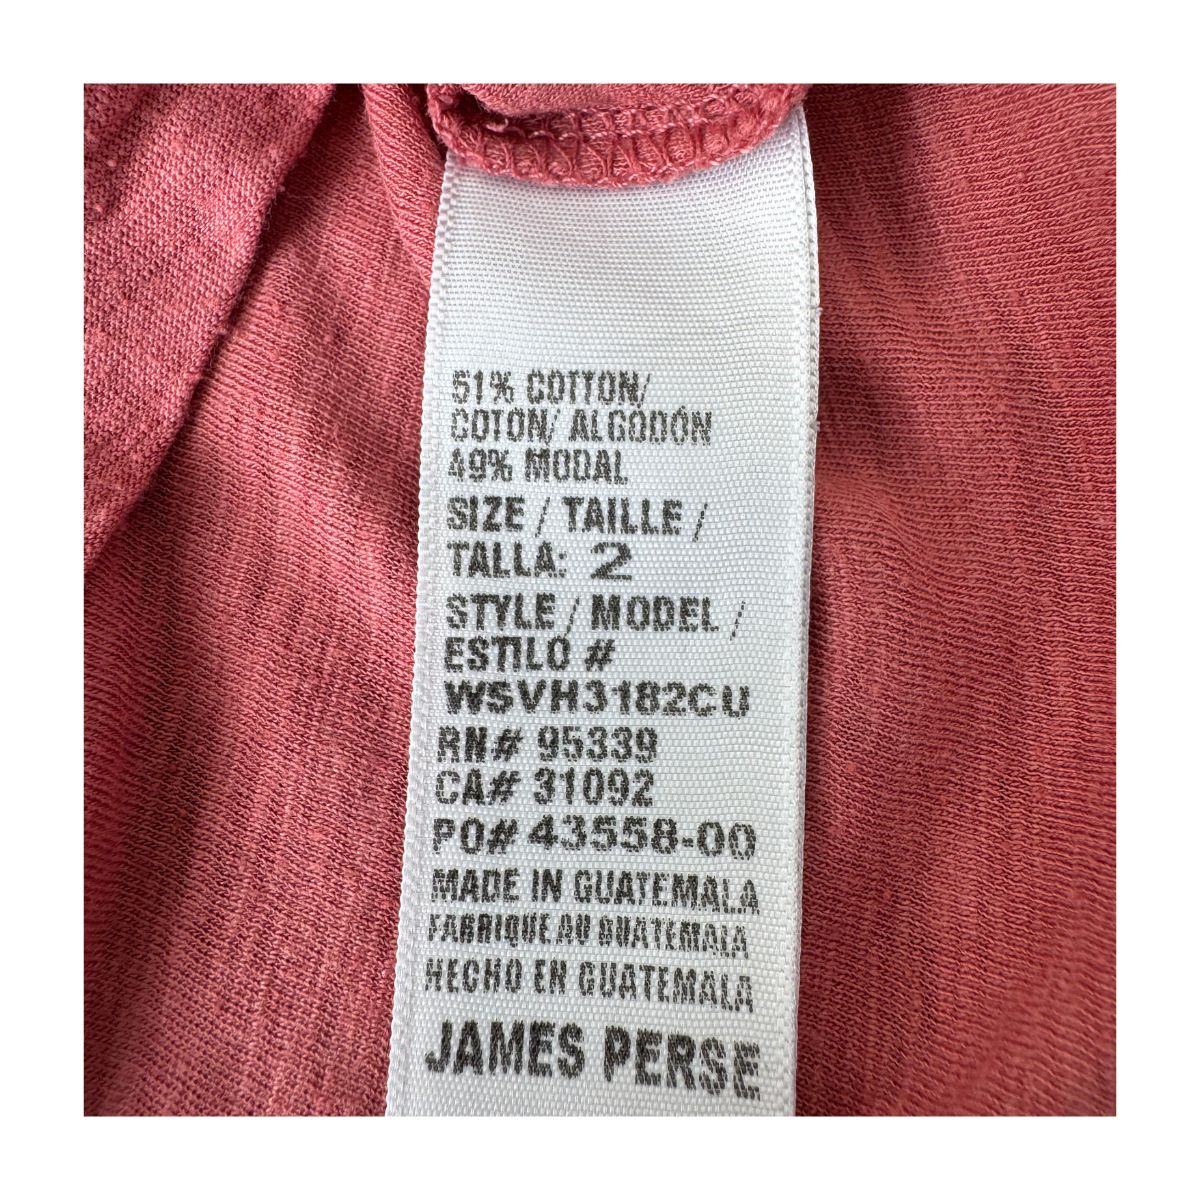 51% COTTON/
COTON/ ALGODÓN
49% MODAL
SIZE / TAILLE /
TALLA: 2
STYLE / MODEL /
ESTILO #
WSVH3182CU
RN# 95339
CA# 31092
PO# 43558-00
MADE IN GUATEMALA
FABRIQUE AU GUATEMALA
HECHO EN GUATEMALA
JAMES PERSE